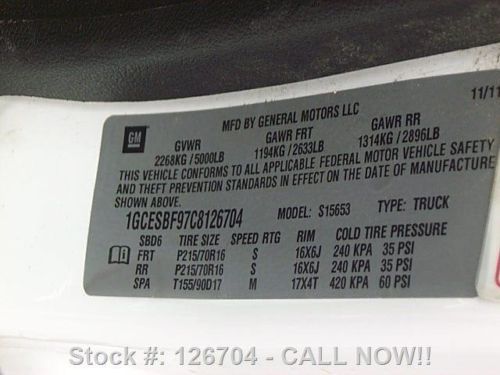 11/11
MFD BY GENERAL MOTORS LLC
GM
GVWR GAWR FRT GAWR RR
2268KG / 5000LB 1194KG / 2633LB 1314KG / 2896LB
THIS VEHICLE CONFORMS TO ALL APPLICABLE FEDERAL MOTOR VEHICLE SAFETY
AND THEFT PREVENTION STANDARDS IN EFFECT ON THE DATE OF MANUFACTURE
SHOWN ABOVE.
1GCESBF97C8126704 MODEL: S15653 TYPE: TRUCK
SBD6 TIRE SIZE SPEED RTG RIM COLD TIRE PRESSURE
FRT P215/70R16 S 16X6J 240 KPA 35 PSI
RR P215/70R16 S 16X6J 240 KPA 35 PSI
SPA T155/90D17 M 17X4T 420 KPA 60 PSI
Stock #: 126704 - CALL NOW!!